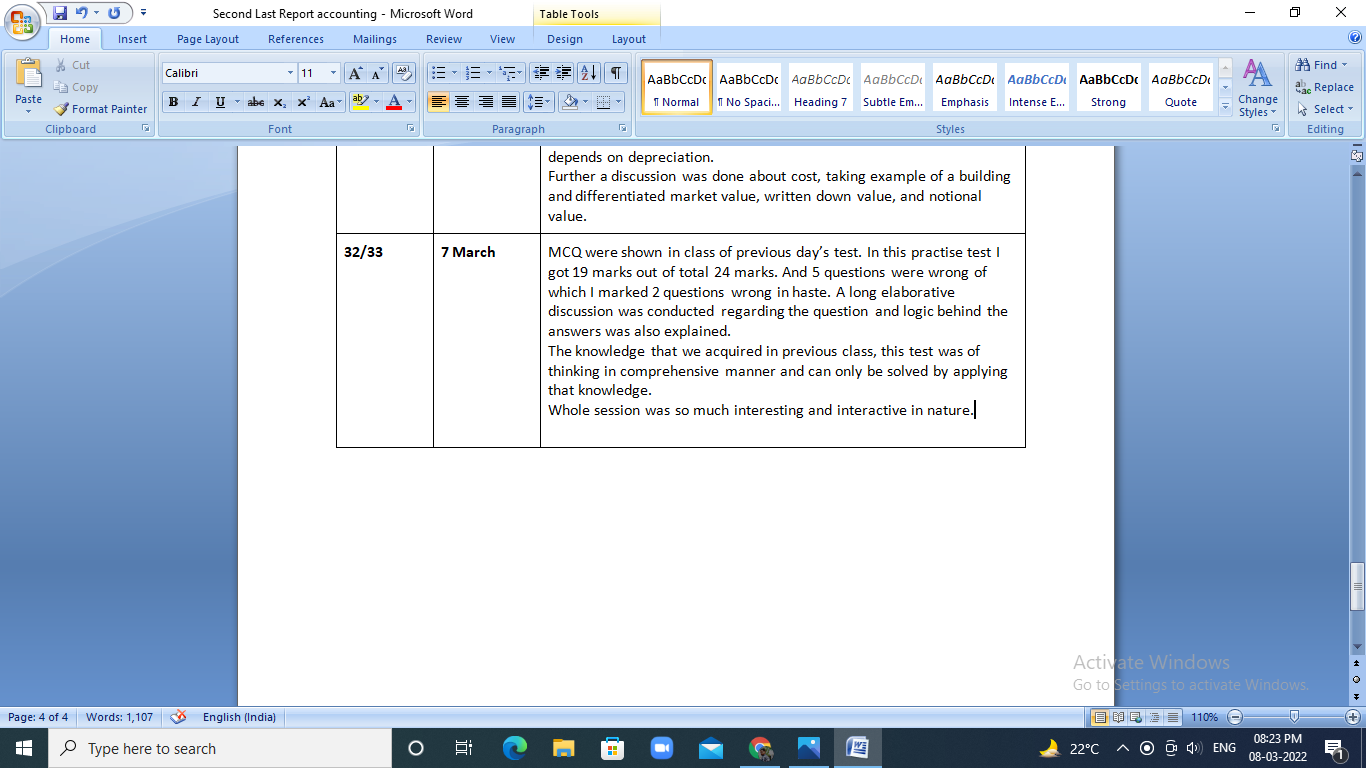 Second Last Report accounting - Microsoft Word
Table Tools
Home Insert Page Layout References Mailings Review View Design Layout
Paste
Cut
Copy
Format Painter
Clipboard
Calibri 11
Font
Paragraph
AaBbCcDc AaBbCcDc AaBbCcDc AaBbCcDc AaBbCcDc AaBbCcDc AaBbCcDc AaBbCcDc
¶ Normal ¶ No Spaci... Heading 7 Subtle Em... Emphasis Intense E... Strong Quote
Change Styles
Styles
Find
Replace
Select
Editing
depends on depreciation.
Further a discussion was done about cost, taking example of a building
and differentiated market value, written down value, and notional
value.
32/33
7 March
MCQ were shown in class of previous day’s test. In this practise test I
got 19 marks out of total 24 marks. And 5 questions were wrong of
which I marked 2 questions wrong in haste. A long elaborative
discussion was conducted regarding the question and logic behind the
answers was also explained.
The knowledge that we acquired in previous class, this test was of
thinking in comprehensive manner and can only be solved by applying
that knowledge.
Whole session was so much interesting and interactive in nature.
Activate Windows
Go to Settings to activate Windows.
Page: 4 of 4 Words: 1,107 English (India) 110%
Type here to search
22°C ENG
08:23 PM
08-03-2022
1